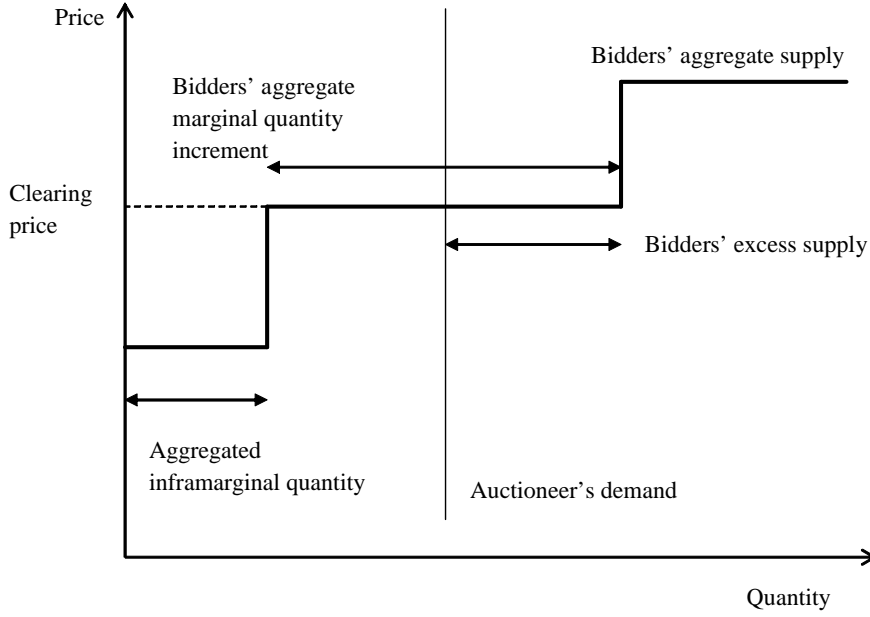 Price
Bidders’ aggregate supply
Bidders’ aggregate
marginal quantity
increment
Clearing
price
Bidders’ excess supply
Aggregated
inframarginal quantity
Auctioneer’s demand
Quantity